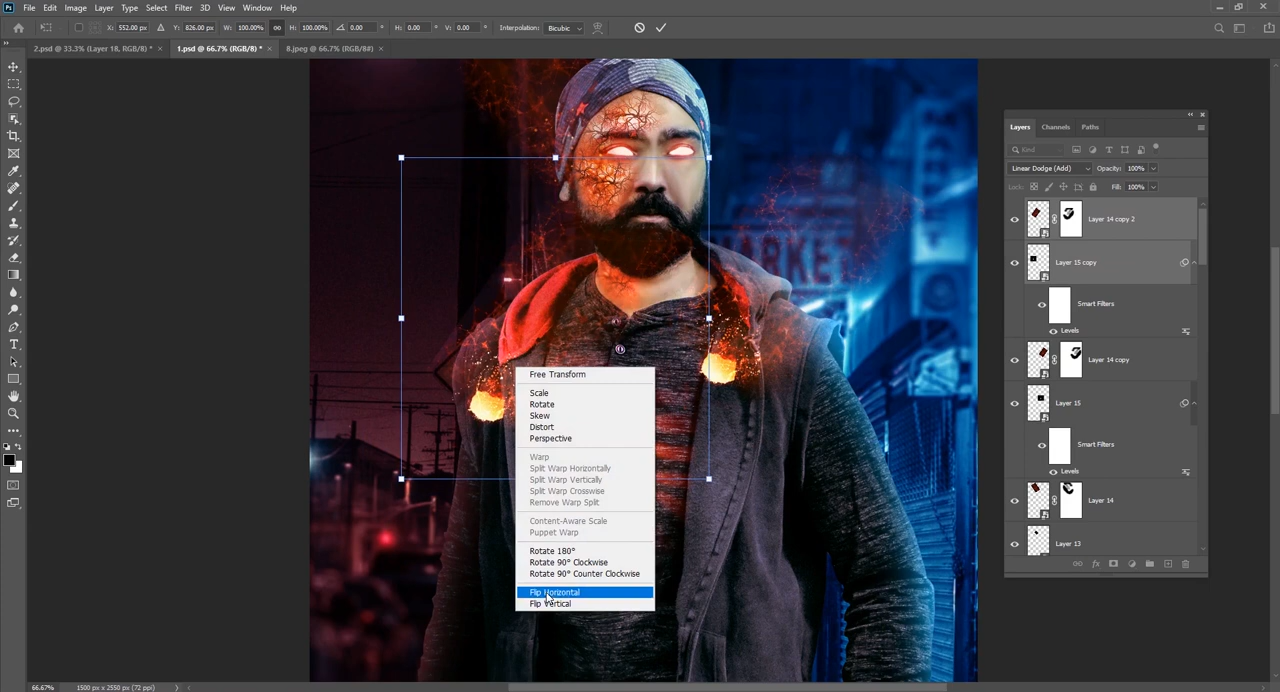 Ps File Edit Image Layer Type Select Filter 3D View Window Help
X: 552.00 px Y: 826.00 px W: 100.00% H: 100.00% 0.00 ° H: 0.00 ° V: 0.00 ° Interpolation: Bicubic
2.psd @ 33.3% (Layer 18, RGB/8) * × 1.psd @ 66.7% (RGB/8) * × 8.jpeg @ 66.7% (RGB/8#) ×
Layers Channels Paths
Kind
Linear Dodge (Add) Opacity: 100%
Lock: Fill: 100%
Layer 14 copy 2
Layer 15 copy
Smart Filters
Levels
Layer 14 copy
Layer 15
Smart Filters
Levels
Layer 14
Layer 13
MARKET
Free Transform
Scale
Rotate
Skew
Distort
Perspective
Warp
Split Warp Horizontally
Split Warp Vertically
Split Warp Crosswise
Remove Warp Split
Content-Aware Scale
Puppet Warp
Rotate 180°
Rotate 90° Clockwise
Rotate 90° Counter Clockwise
Flip Horizontal
Flip Vertical
66.67% 1500 px x 2550 px (72 ppi)